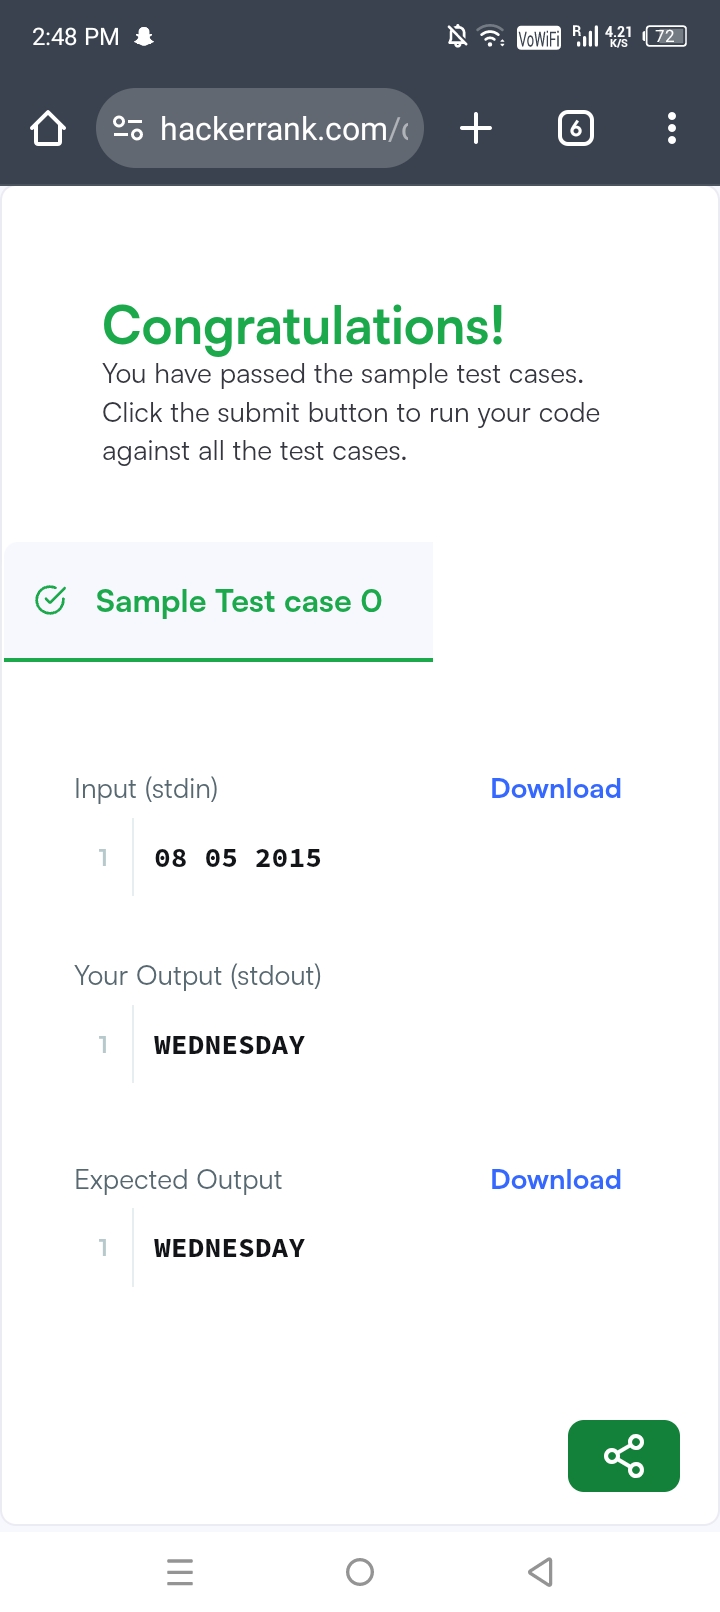 2:48 PM
VoWiFi R 4.21 K/S 72
hackerrank.com/
6
Congratulations!
You have passed the sample test cases.
Click the submit button to run your code
against all the test cases.
Sample Test case 0
Input (stdin) Download
1 08 05 2015
Your Output (stdout)
1 WEDNESDAY
Expected Output Download
1 WEDNESDAY